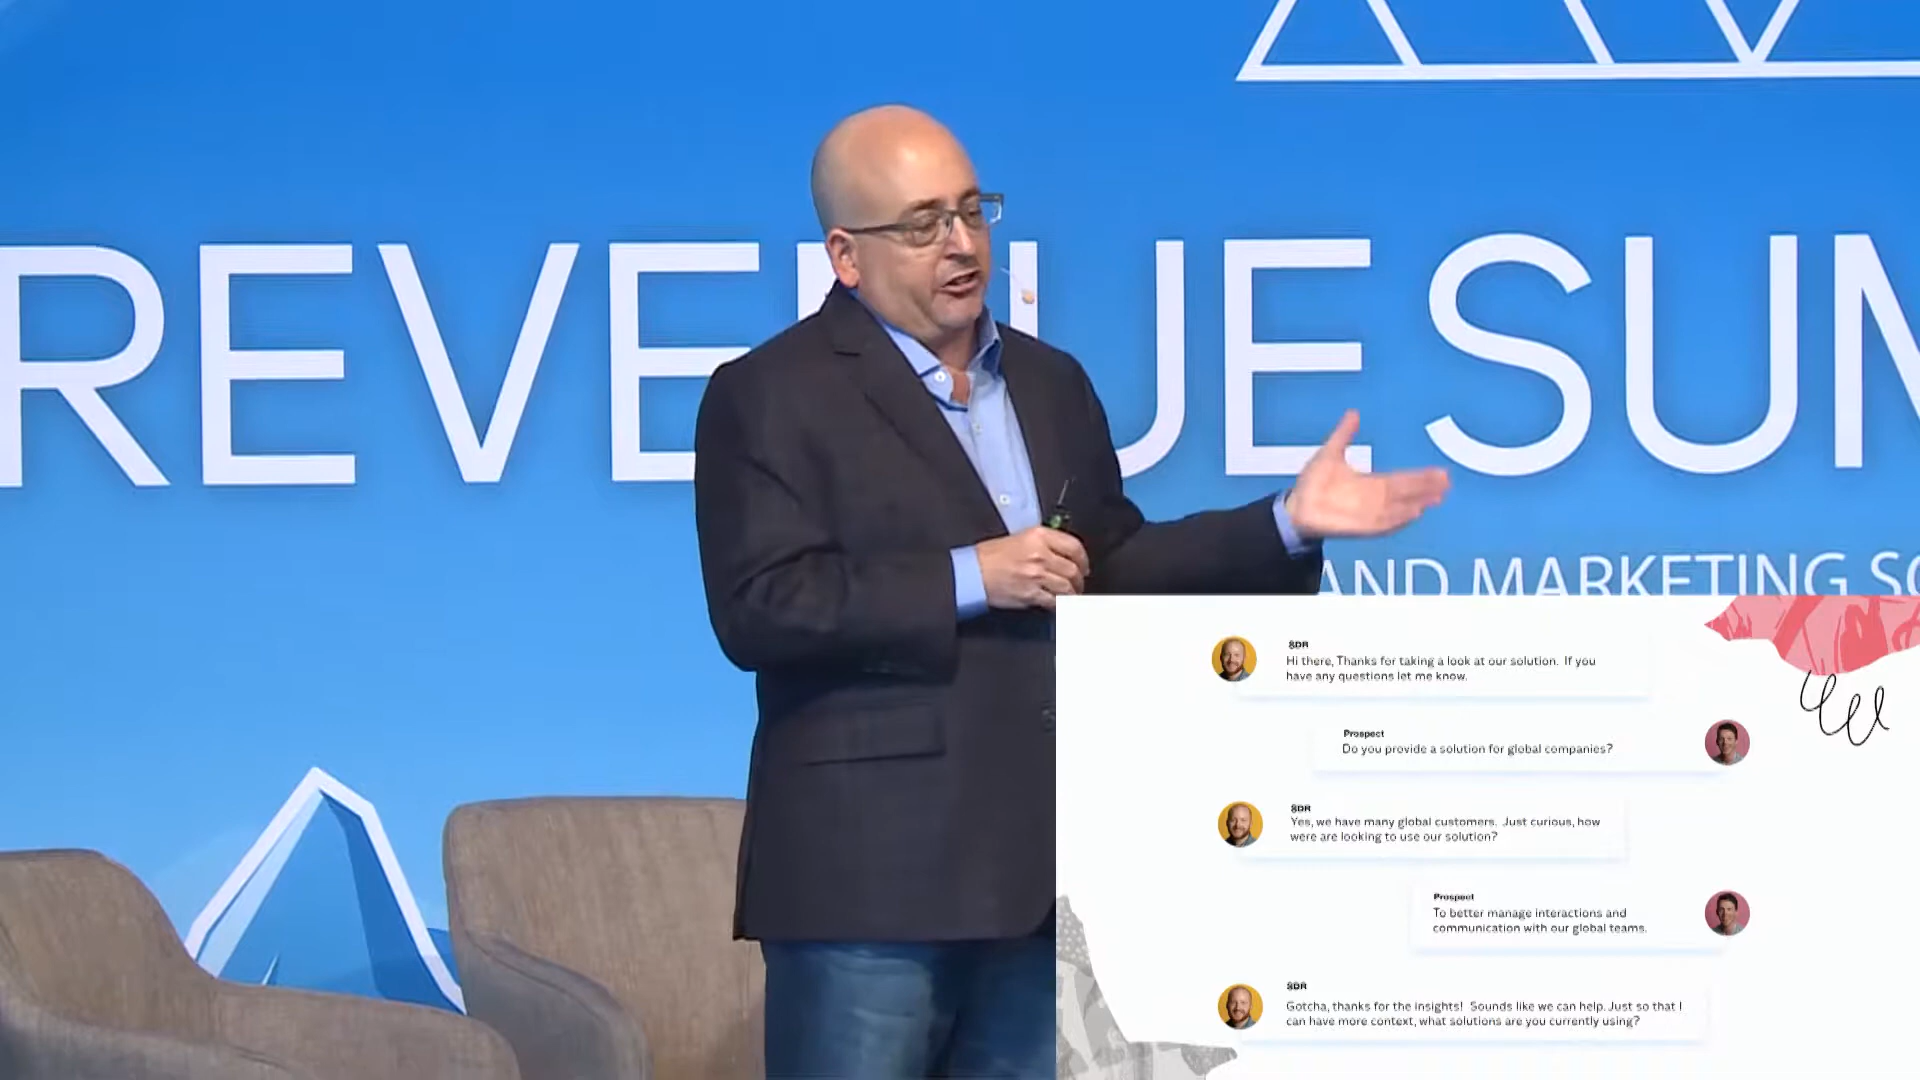 REVENUE SUM
AND MARKETING SO
SDR
Hi there, Thanks for taking a look at our solution. If you
have any questions let me know.
Prospect
Do you provide a solution for global companies?
SDR
Yes, we have many global customers. Just curious, how
were are looking to use our solution?
Prospect
To better manage interactions and
communication with our global teams.
SDR
Gotcha, thanks for the insights! Sounds like we can help. Just so that I
can have more context, what solutions are you currently using?